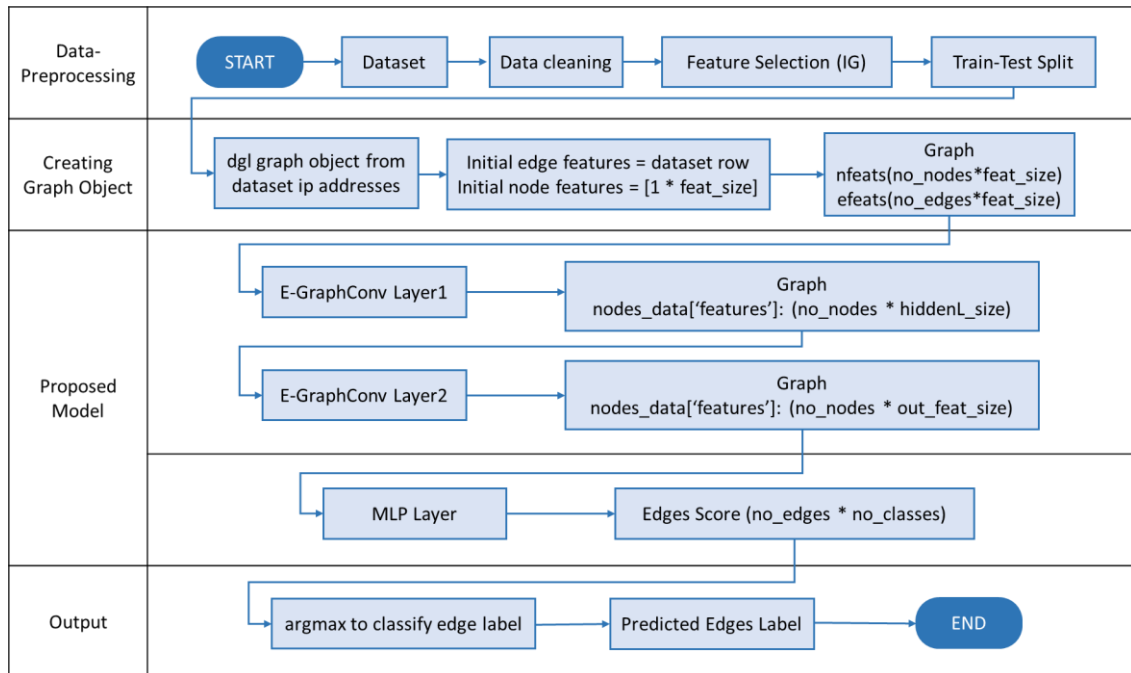 Data-
Preprocessing
START
Dataset
Data cleaning
Feature Selection (IG)
Train-Test Split
Creating
Graph Object
dgl graph object from
dataset ip addresses
Initial edge features = dataset row
Initial node features = [1 * feat_size]
Graph
nfeats(no_nodes*feat_size)
efeats(no_edges*feat_size)
Proposed
Model
E-GraphConv Layer1
Graph
nodes_data[‘features’]: (no_nodes * hiddenL_size)
E-GraphConv Layer2
Graph
nodes_data[‘features’]: (no_nodes * out_feat_size)
MLP Layer
Edges Score (no_edges * no_classes)
Output
argmax to classify edge label
Predicted Edges Label
END